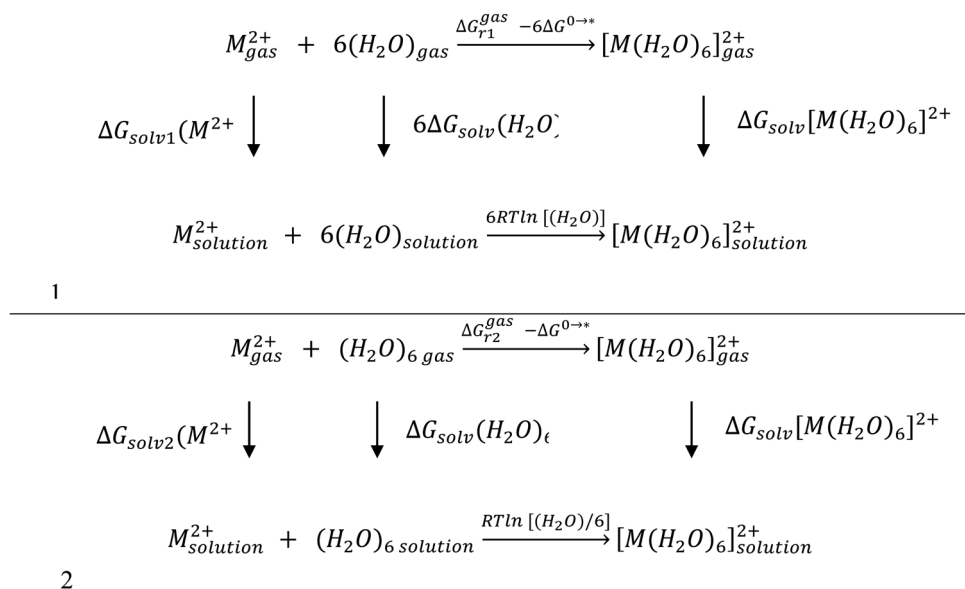 ΔG_{r1}^{gas} −6ΔG^{0→*}
M_{gas}^{2+} + 6(H_2O)_{gas} ⟶ [M(H_2O)_6]_{gas}^{2+}
ΔG_{solv1}(M^{2+} 6ΔG_{solv}(H_2O) ΔG_{solv}[M(H_2O)_6]^{2+}
6RTln [(H_2O)]
M_{solution}^{2+} + 6(H_2O)_{solution} ⟶ [M(H_2O)_6]_{solution}^{2+}
1
ΔG_{r2}^{gas} −ΔG^{0→*}
M_{gas}^{2+} + (H_2O)_{6 gas} ⟶ [M(H_2O)_6]_{gas}^{2+}
ΔG_{solv2}(M^{2+} ΔG_{solv}(H_2O)_6 ΔG_{solv}[M(H_2O)_6]^{2+}
RTln [(H_2O)/6]
M_{solution}^{2+} + (H_2O)_{6 solution} ⟶ [M(H_2O)_6]_{solution}^{2+}
2